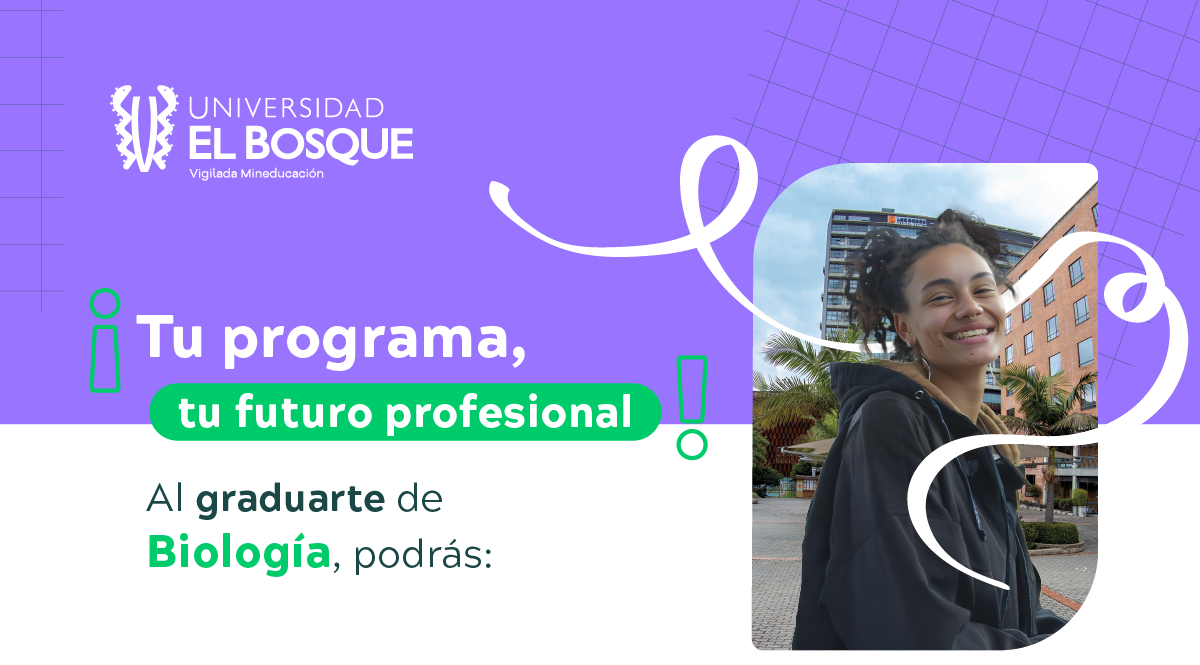 UNIVERSIDAD
EL BOSQUE
Vigilada Mineducación
¡Tu programa,
tu futuro profesional!
Al graduarte de
Biología, podrás: